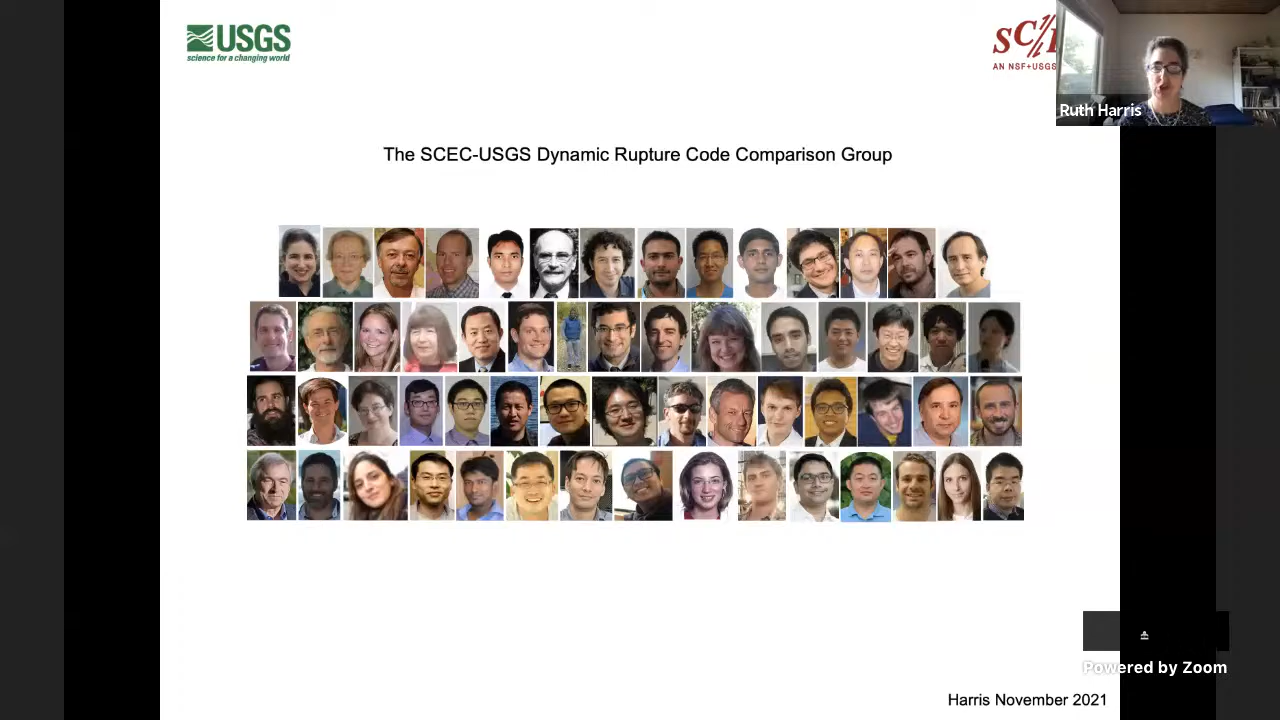 USGS
science for a changing world
SC/
AN NSF+USGS
Ruth Harris
The SCEC-USGS Dynamic Rupture Code Comparison Group
Powered by Zoom
Harris November 2021